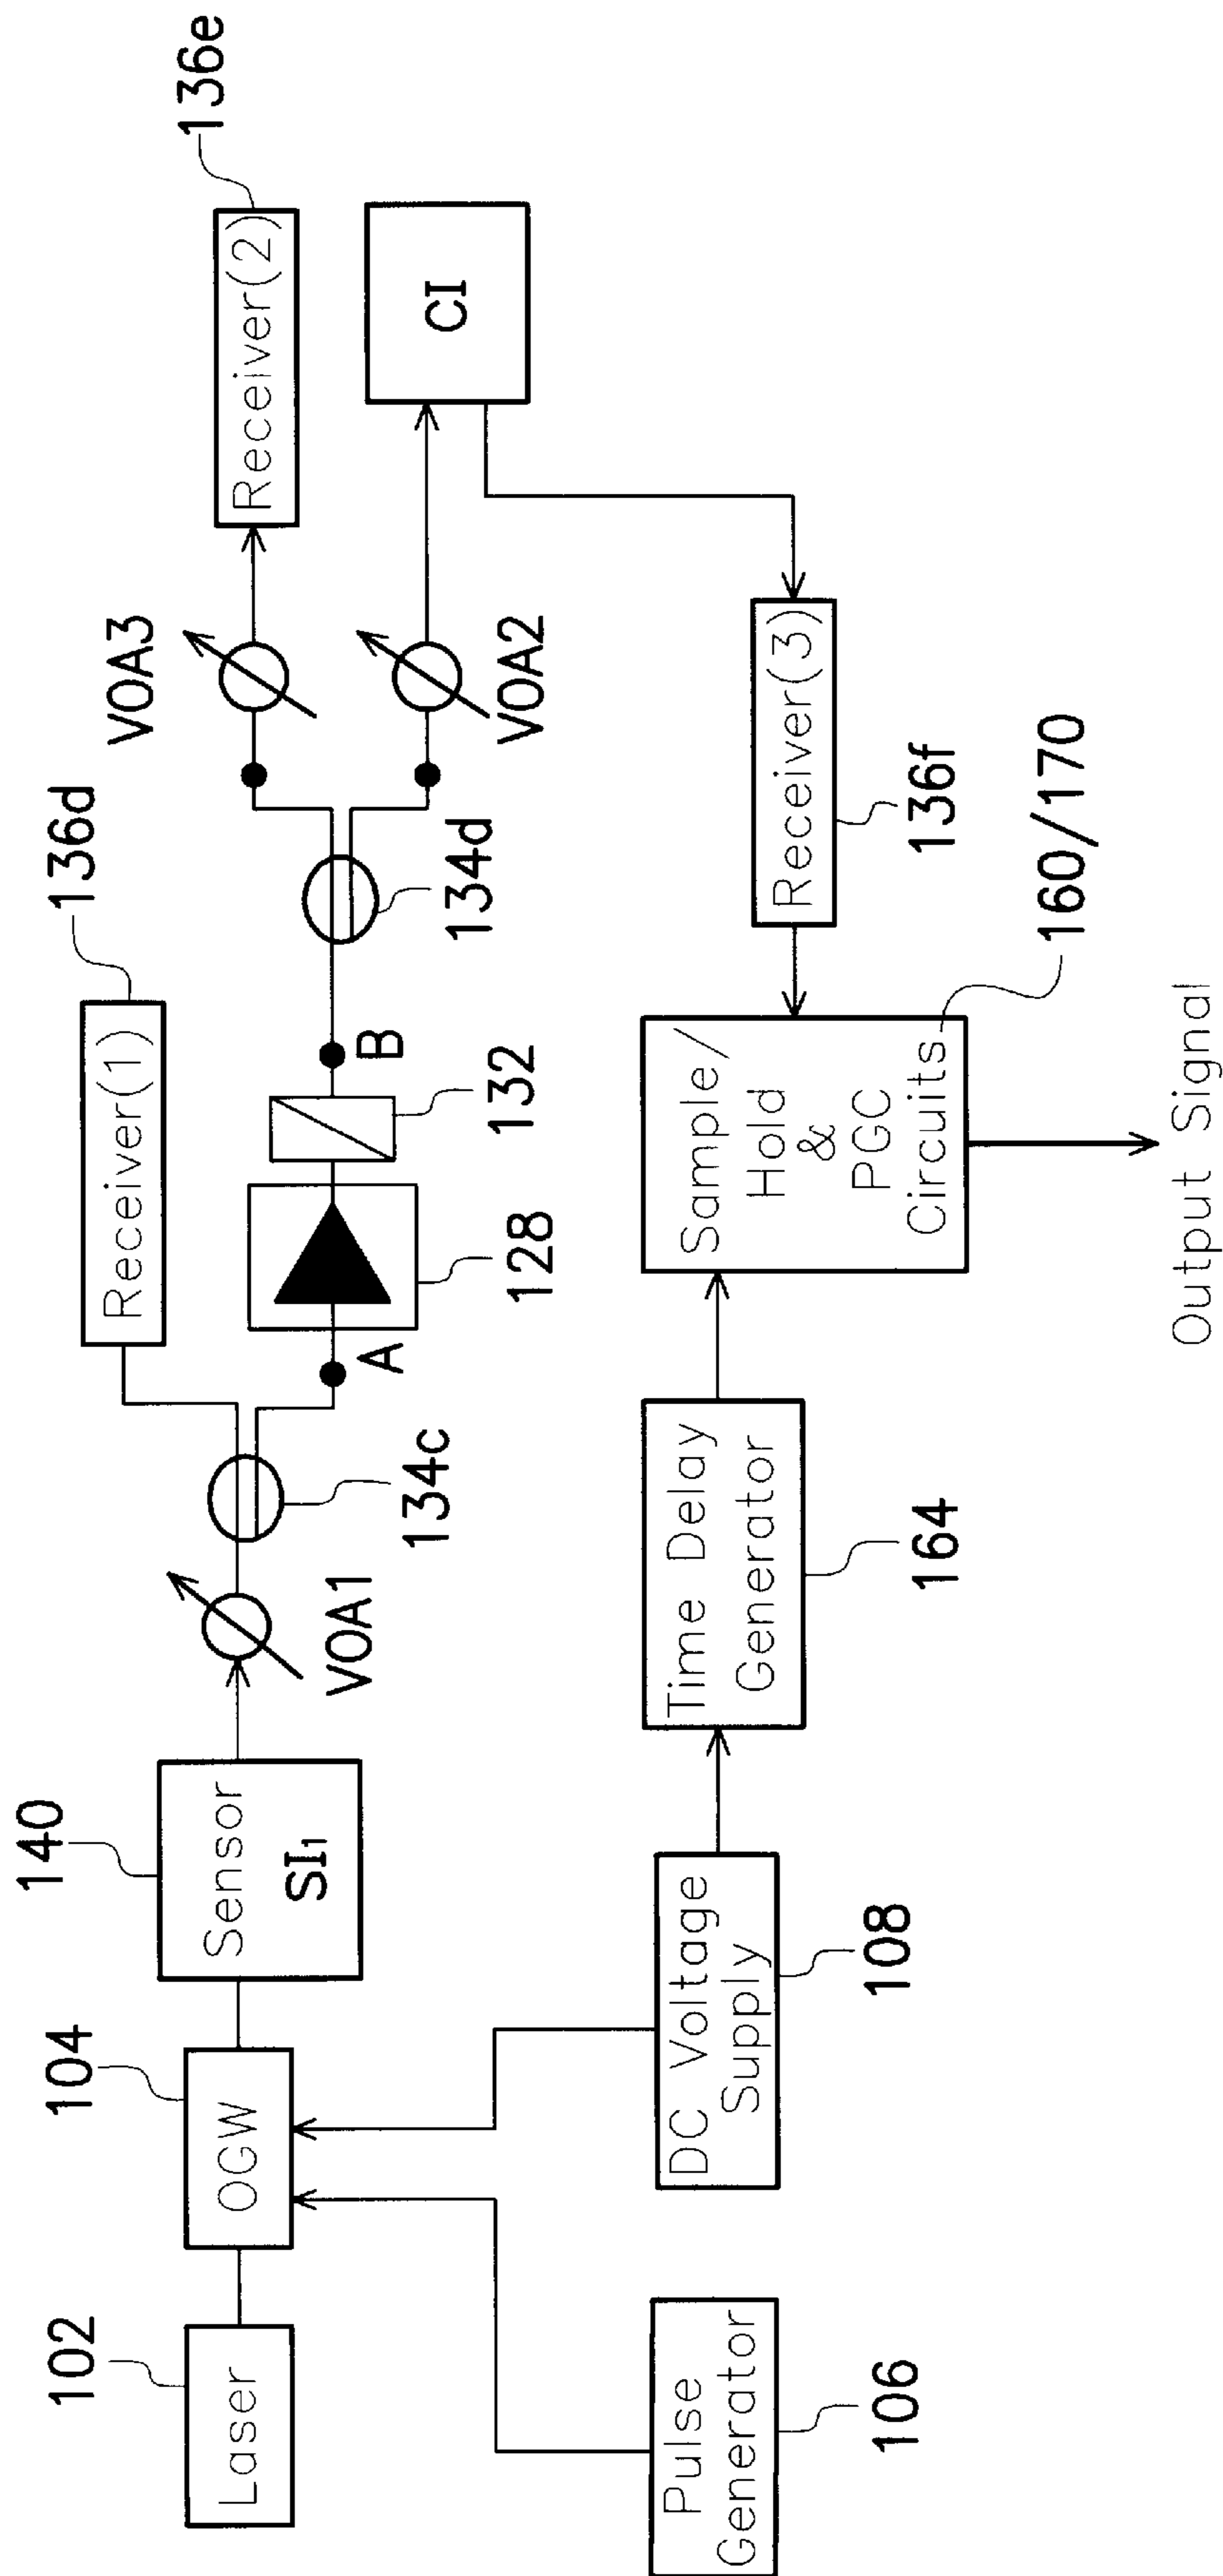 102
Laser
104
OGW
140
Sensor
SI1
VOA1
134c
136d
Receiver(1)
A
128
132
B
134d
VOA3
VOA2
136e
Receiver(2)
CI
106
Pulse
Generator
108
DC Voltage
Supply
164
Time Delay
Generator
Sample/
Hold
&
PGC
Circuits
160/170
136f
Receiver(3)
Output Signal